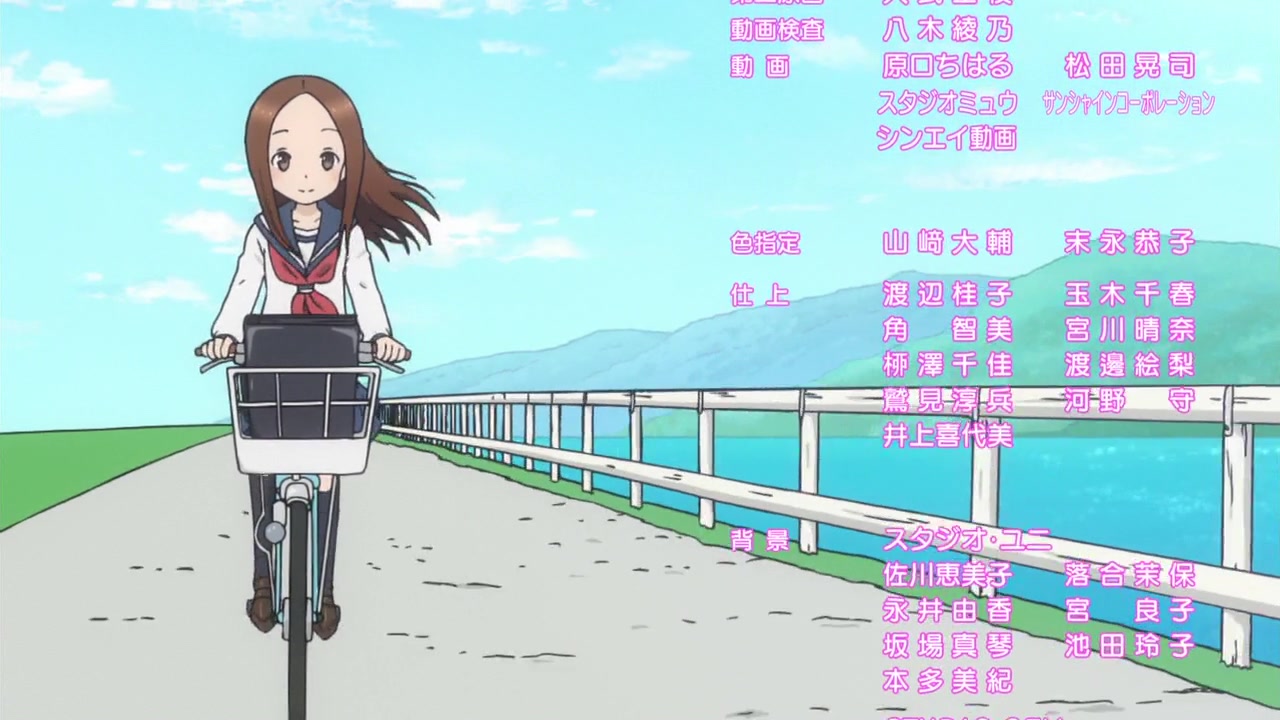 動画検査 八木綾乃
動画 原口ちはる 松田晃司
スタジオミュウ サンシャインコーポレーション
シンエイ動画
色指定 山﨑大輔 末永恭子
仕上 渡辺桂子 玉木千春
角 智美 宮川晴奈
栁澤千佳 渡邊絵梨
鷲見淳兵 河野 守
井上喜代美
背景 スタジオ・ユニ
佐川恵美子 落合茉保
永井由香 宮 良子
坂場真琴 池田玲子
本多美紀